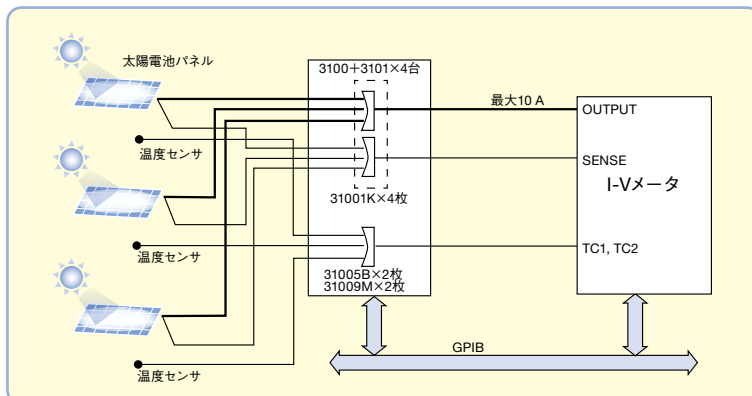 太陽電池パネル
3100+3101×4台
最大10 A
OUTPUT
温度センサ
SENSE
I-Vメータ
31001K×4枚
温度センサ
TC1, TC2
31005B×2枚
31009M×2枚
GPIB
温度センサ